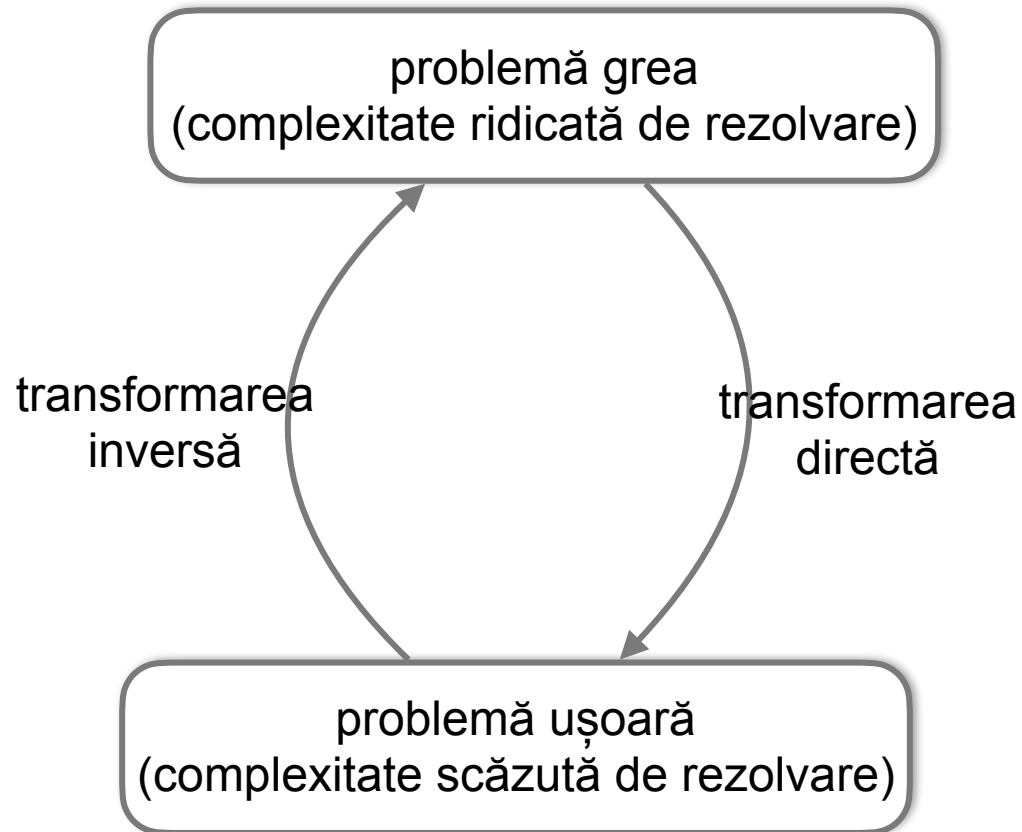 problemă grea
(complexitate ridicată de rezolvare)
transformarea
inversă
transformarea
directă
problemă ușoară
(complexitate scăzută de rezolvare)